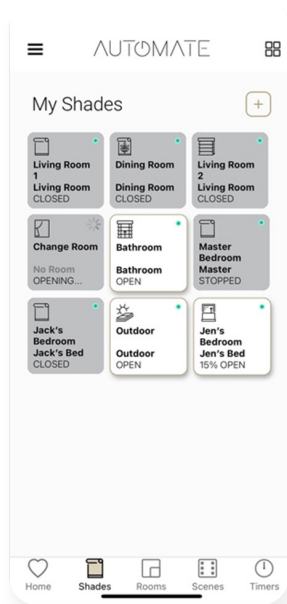 AUTOMATE
My Shades
+
Living Room
1
Living Room
CLOSED
Dining Room
Dining Room
CLOSED
Living Room
2
Living Room
CLOSED
Change Room
No Room
OPENING...
Bathroom
Bathroom
OPEN
Master
Bedroom
Master
STOPPED
Jack's
Bedroom
Jack's Bed
CLOSED
Outdoor
Outdoor
OPEN
Jen's
Bedroom
Jen's Bed
15% OPEN
Home Shades Rooms Scenes Timers